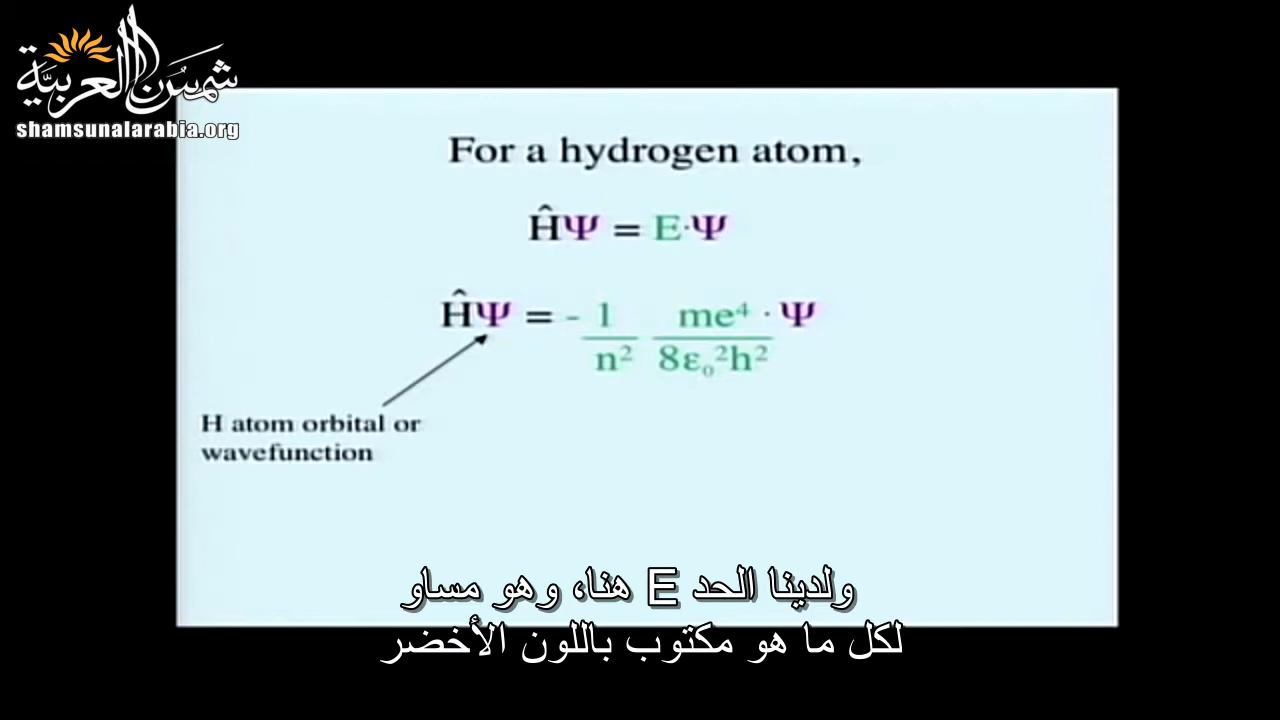 شمسُ العربيّة
shamsunalarabia.org
For a hydrogen atom,
ĤΨ = E·Ψ
ĤΨ = - 1/n² me⁴/8ε₀²h² · Ψ
H atom orbital or
wavefunction
ولدينا الحد E هنا، وهو مساو
لكل ما هو مكتوب باللون الأخضر